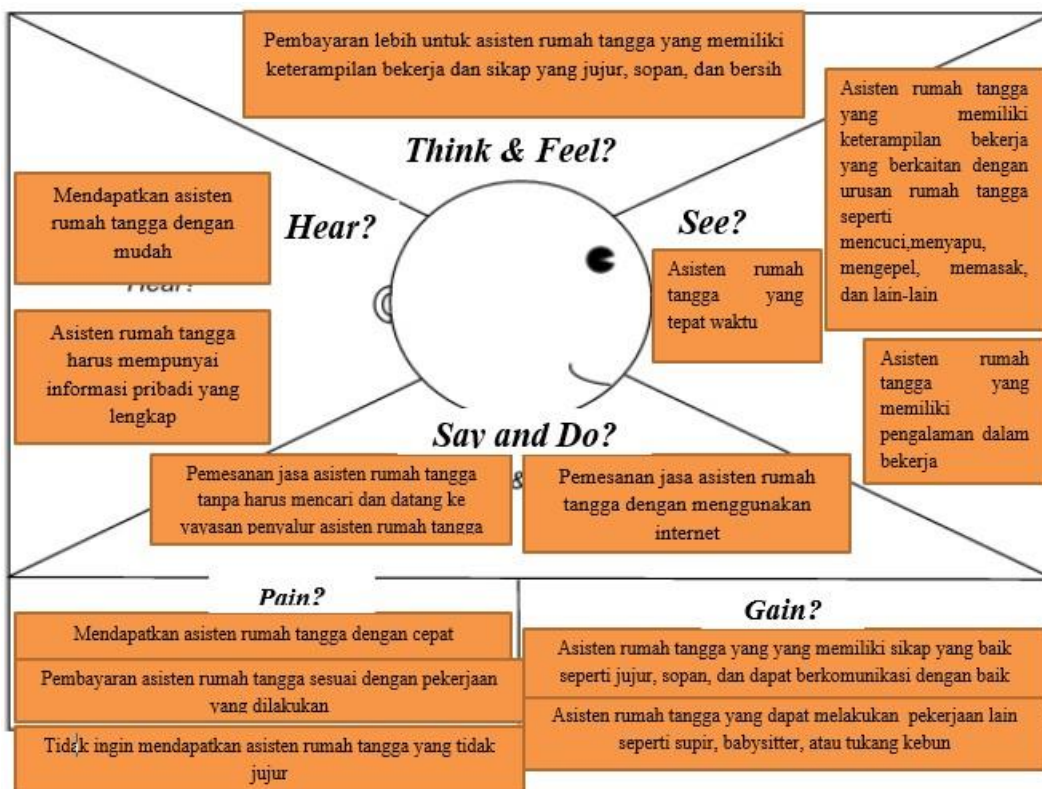 Pembayaran lebih untuk asisten rumah tangga yang memiliki
keterampilan bekerja dan sikap yang jujur, sopan, dan bersih
Think & Feel?
Mendapatkan asisten
rumah tangga dengan
mudah
Hear?
Hear?
Asisten rumah tangga
harus mempunyai
informasi pribadi yang
lengkap
See?
Asisten rumah
tangga yang
tepat waktu
Asisten rumah tangga
yang memiliki
keterampilan bekerja
yang berkaitan dengan
urusan rumah tangga
seperti
mencuci,menyapu,
mengepel, memasak,
dan lain-lain
Asisten rumah
tangga yang
memiliki
pengalaman dalam
bekerja
Say and Do?
Pemesanan jasa asisten rumah tangga
tanpa harus mencari dan datang ke
yayasan penyalur asisten rumah tangga
&
Pemesanan jasa asisten rumah
tangga dengan menggunakan
internet
Pain?
Mendapatkan asisten rumah tangga dengan cepat
Pembayaran asisten rumah tangga sesuai dengan pekerjaan
yang dilakukan
Tidak ingin mendapatkan asisten rumah tangga yang tidak
jujur
Gain?
Asisten rumah tangga yang yang memiliki sikap yang baik
seperti jujur, sopan, dan dapat berkomunikasi dengan baik
Asisten rumah tangga yang dapat melakukan pekerjaan lain
seperti supir, babysitter, atau tukang kebun